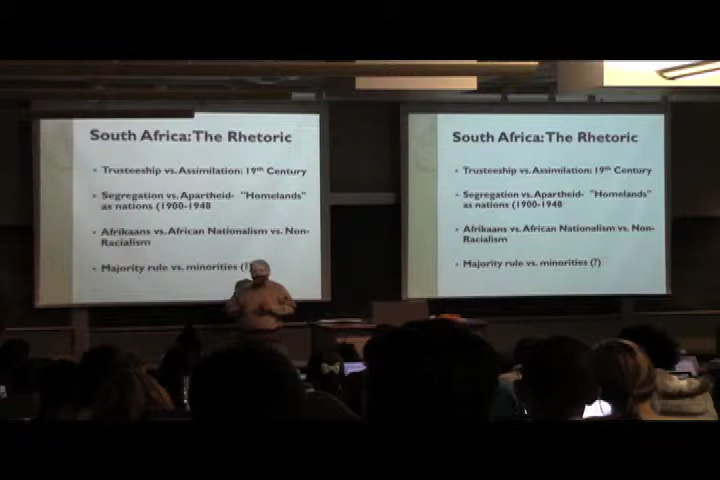 South Africa: The Rhetoric
• Trusteeship vs. Assimilation: 19th Century
• Segregation vs. Apartheid- "Homelands"
as nations (1900-1948
• Afrikaans vs. African Nationalism vs. Non-
Racialism
• Majority rule vs. minorities (?)
South Africa: The Rhetoric
• Trusteeship vs. Assimilation: 19th Century
• Segregation vs. Apartheid- "Homelands"
as nations (1900-1948
• Afrikaans vs. African Nationalism vs. Non-
Racialism
• Majority rule vs. minorities (?)